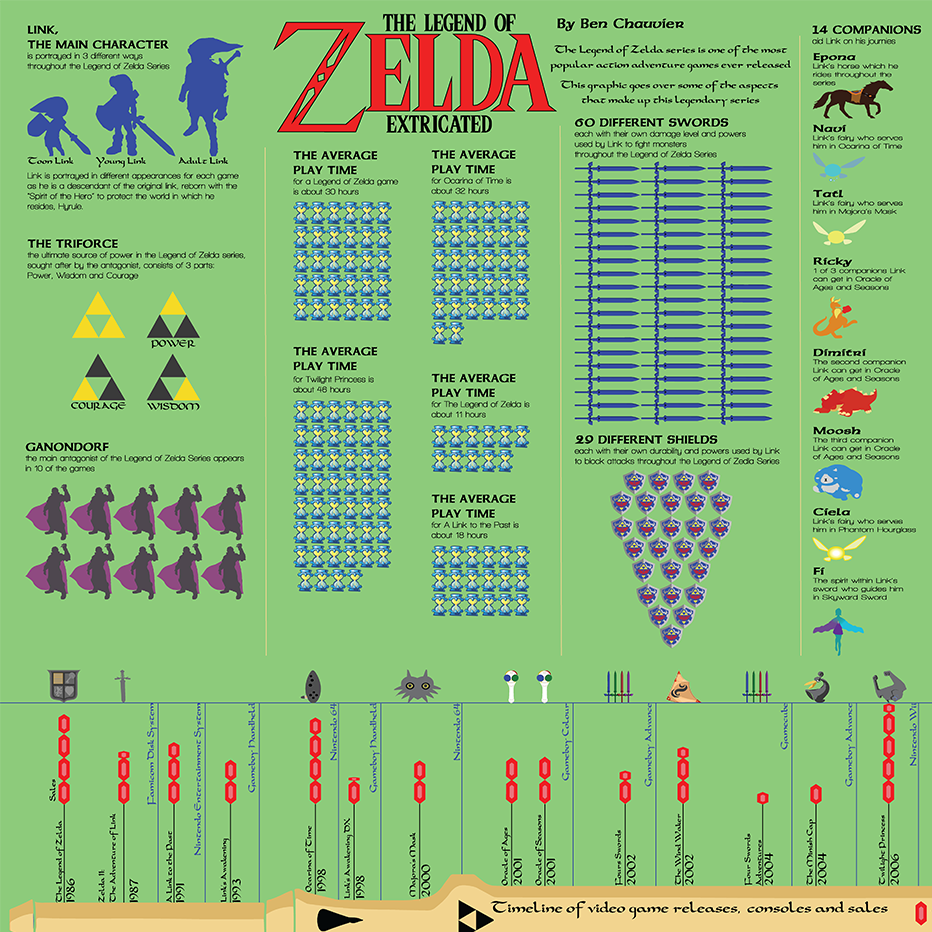 LINK,
THE MAIN CHARACTER
is portrayed in 3 different ways
throughout the Legend of Zelda Series
Toon Link
Young Link
Adult Link
Link is portrayed in different appearances for each game
as he is a descendant of the original link, reborn with the
"Spirit of the Hero" to protect the world in which he
resides, Hyrule.
THE TRIFORCE
the ultimate source of power in the Legend of Zelda series,
sought after by the antagonist, consists of 3 parts:
Power, Wisdom and Courage
POWER
COURAGE
WISDOM
GANONDORF
the main antagonist of the Legend of Zelda Series appears
in 10 of the games
THE LEGEND OF
ZELDA
EXTRICATED
By Ben Chauvier
The Legend of Zelda series is one of the most
popular action adventure games ever released
This graphic goes over some of the aspects
that make up this legendary series
THE AVERAGE
PLAY TIME
for a Legend of Zelda game
is about 30 hours
THE AVERAGE
PLAY TIME
for Twilight Princess is
about 48 hours
THE AVERAGE
PLAY TIME
for Ocarina of Time is
about 32 hours
THE AVERAGE
PLAY TIME
for The Legend of Zelda is
about 11 hours
THE AVERAGE
PLAY TIME
for A Link to the Past is
about 18 hours
60 DIFFERENT SWORDS
each with their own damage level and powers
used by Link to fight monsters
throughout the Legend of Zelda Series
29 DIFFERENT SHIELDS
each with their own durability and powers used by Link
to block attacks throughout the Legend of Zedla Series
14 COMPANIONS
aid Link on his journies
Epona
Link's horse which he
rides throughout the
series
Navi
Link's fairy who serves
him in Ocarina of Time
Tatl
Link's fairy who serves
him in Majora's Mask
Ricky
1 of 3 companions Link
can get in Oracle of
Ages and Seasons
Dimitri
The second companion
Link can get in Oracle
of Ages and Seasons
Moosh
The third companion
Link can get in Oracle
of Ages and Seasons
Ciela
Link's fairy who serves
him in Phantom Hourglass
Fi
The spirit within Link's
sword who guides him
in Skyward Sword
Sales
The Legend of Zelda
1986
Zelda II
The Adventure of Link
1987
Famicom Disk System
A Link to the Past
1991
Nintendo Entertainment System
Link's Awakening
1993
Gameboy Handheld
Ocarina of Time
1998
Nintendo 64
Link's Awakening DX
1998
Gameboy Handheld
Majoras Mask
2000
Nintendo 64
Oracle of Ages
2001
Oracle of Seasons
2001
Gameboy Colour
Fours Swords
2002
Gameboy Advance
The Wind Waker
2002
Four Swords
Adventures
2004
Gamecube
The Minish Cap
2004
Gameboy Advance
Twilight Princess
2006
Nintendo Wii
Timeline of video game releases, consoles and sales